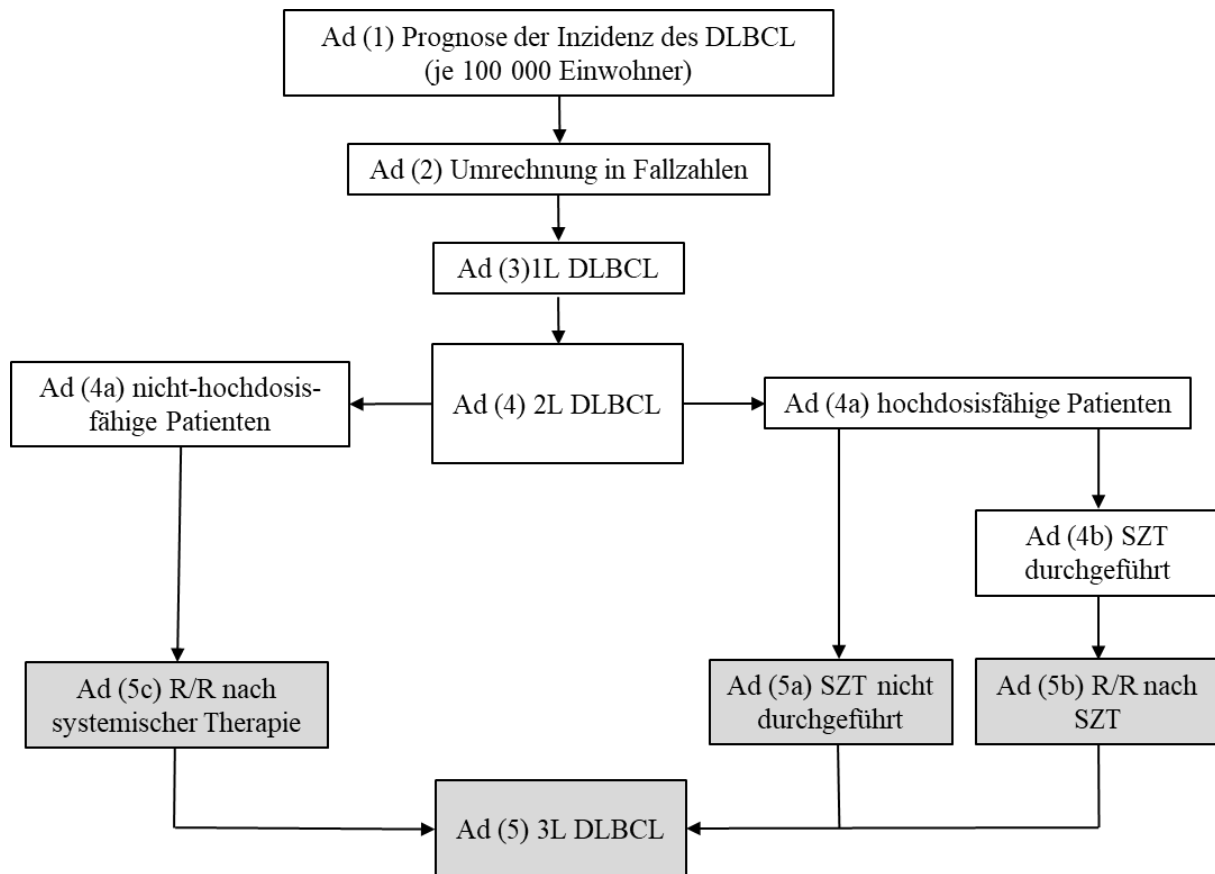 Ad (1) Prognose der Inzidenz des DLBCL
(je 100 000 Einwohner)
Ad (2) Umrechnung in Fallzahlen
Ad (3)1L DLBCL
Ad (4a) nicht-hochdosis-
fähige Patienten
Ad (4) 2L DLBCL
Ad (4a) hochdosisfähige Patienten
Ad (4b) SZT
durchgeführt
Ad (5c) R/R nach
systemischer Therapie
Ad (5a) SZT nicht
durchgeführt
Ad (5b) R/R nach
SZT
Ad (5) 3L DLBCL